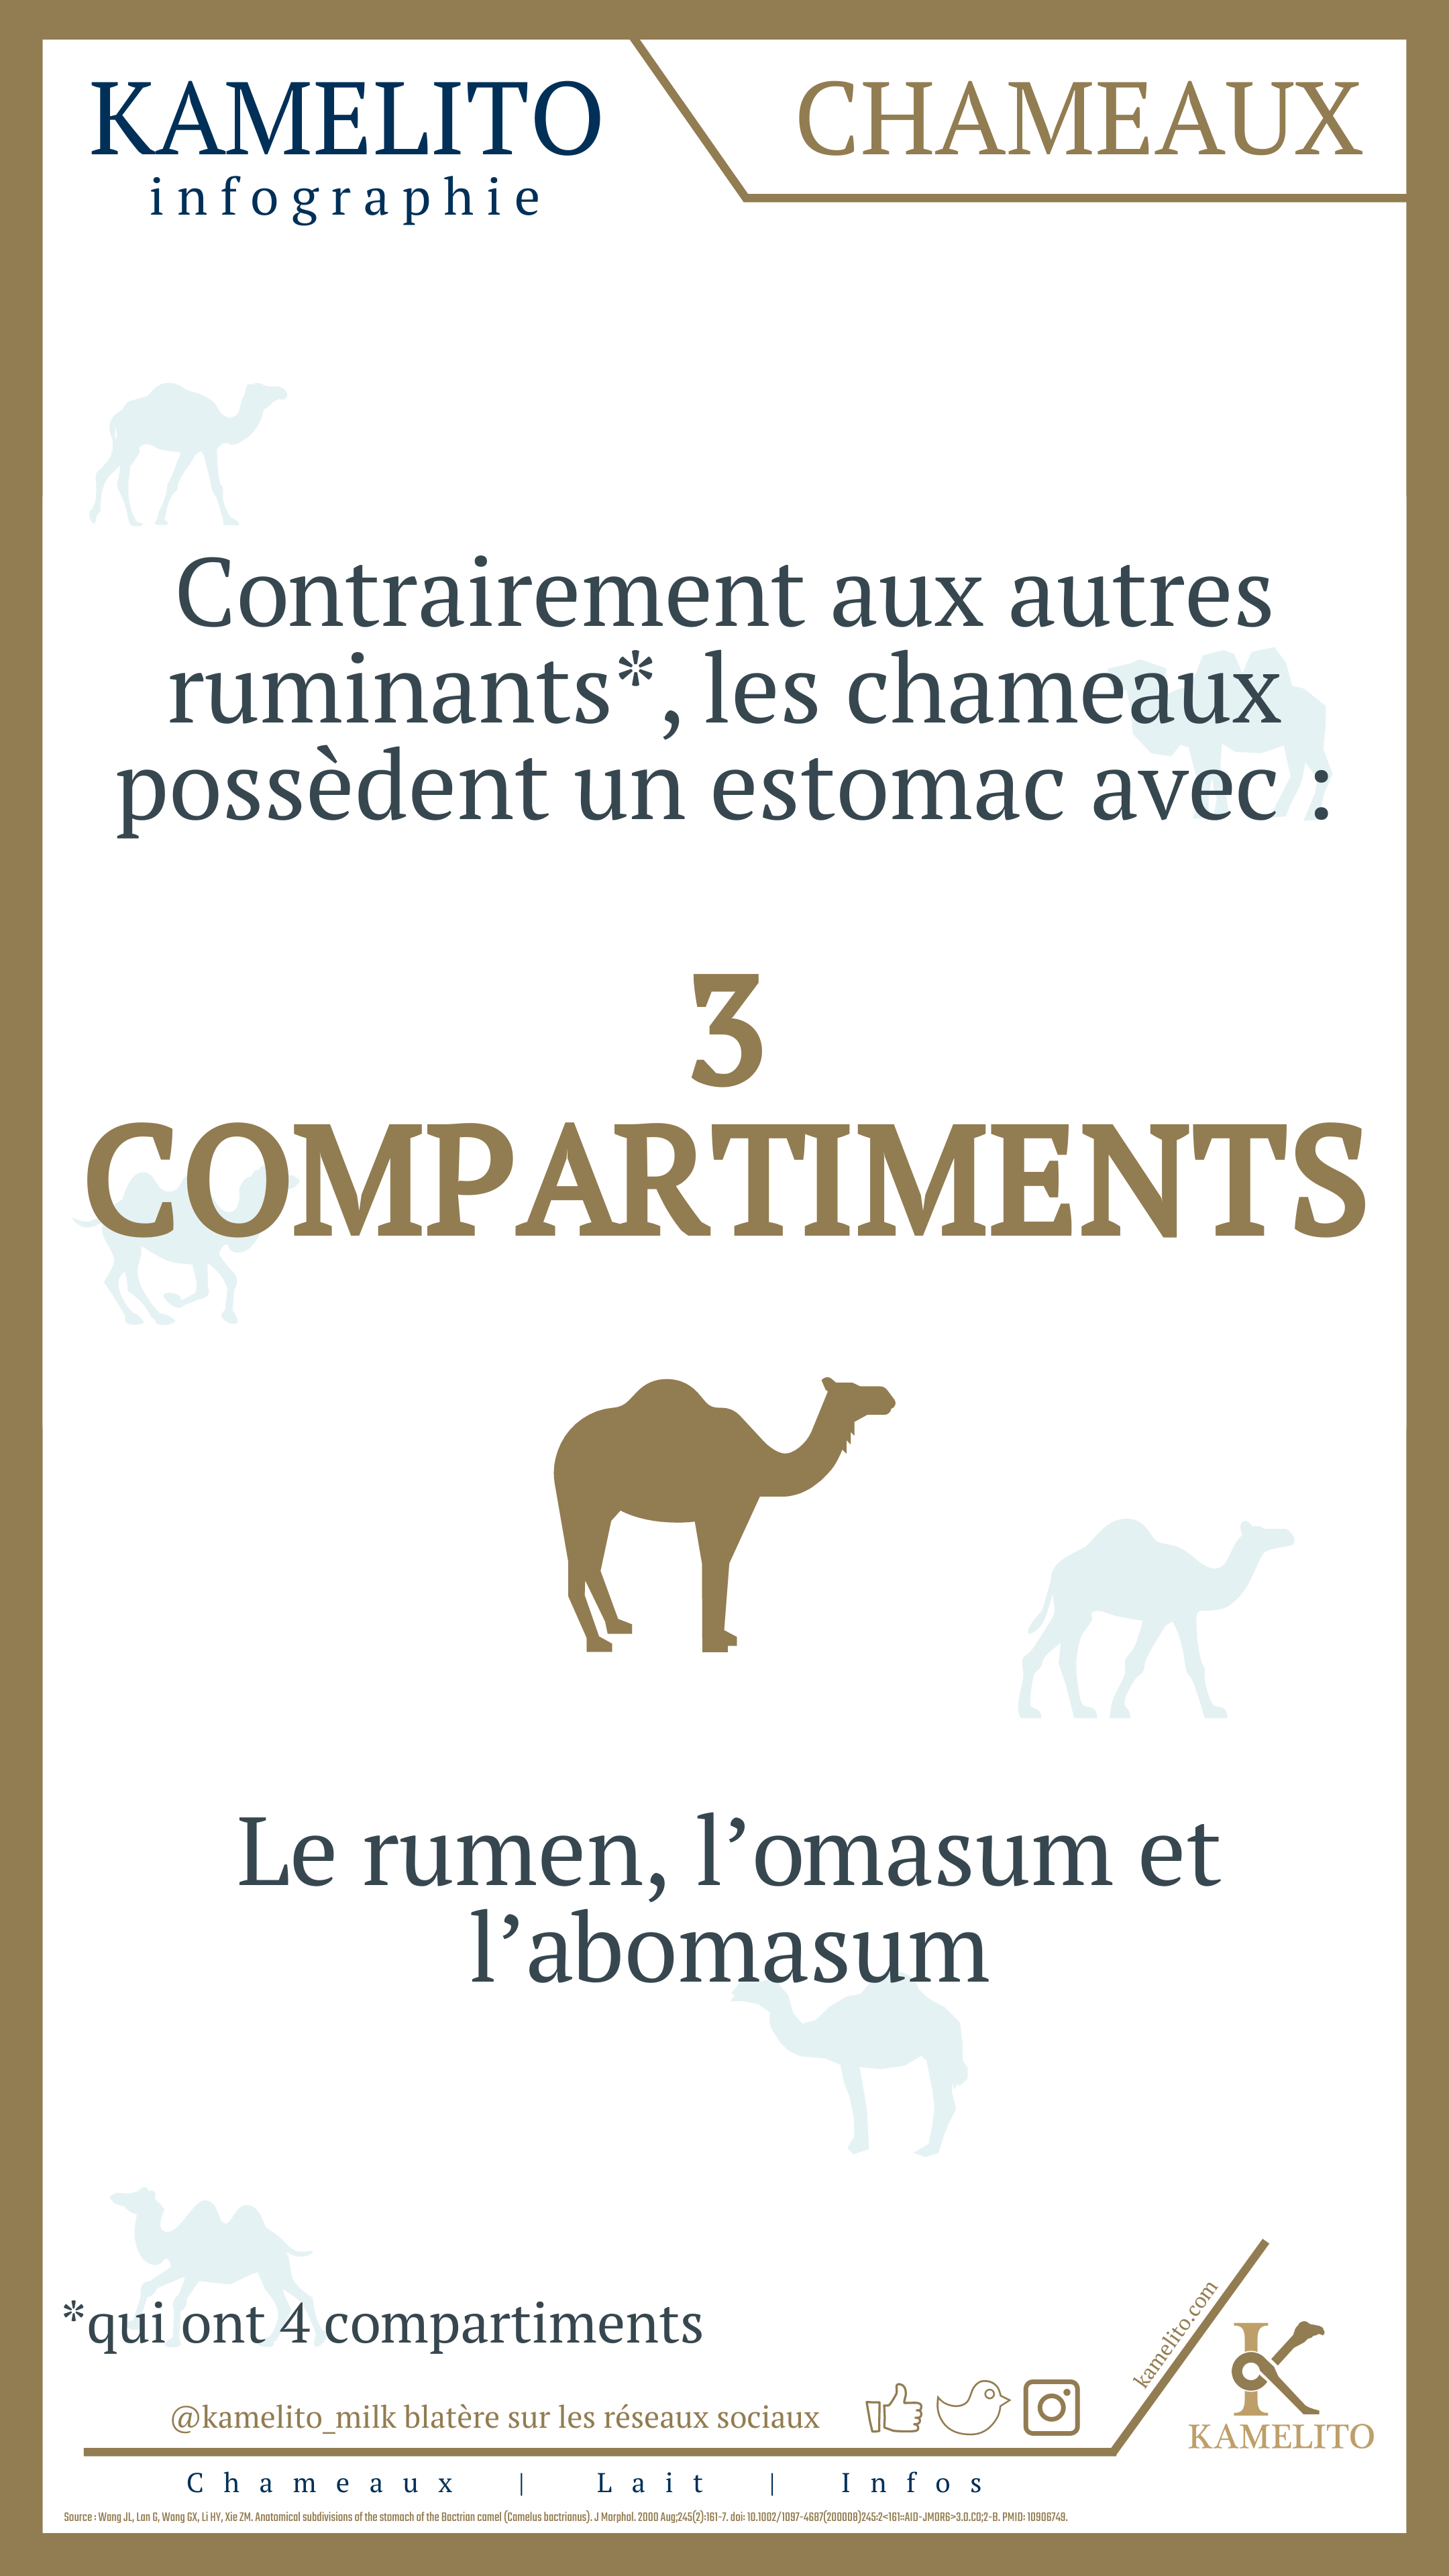 KAMELITO
infographie
CHAMEAUX
Contrairement aux autres
ruminants*, les chameaux
possèdent un estomac avec :
3
COMPARTIMENTS
Le rumen, l’omasum et
l’abomasum
*qui ont 4 compartiments
@kamelito_milk blatère sur les réseaux sociaux
kamelito.com
KAMELITO
Chameaux | Lait | Infos
Source : Wang JL, Lan G, Wang GX, Li HY, Xie ZM. Anatomical subdivisions of the stomach of the Bactrian camel (Camelus bactrianus). J Morphol. 2000 Aug;245(2):161-7. doi: 10.1002/1097-4687(200008)245:2<161::AID-JMOR6>3.0.CO;2-B. PMID: 10906749.